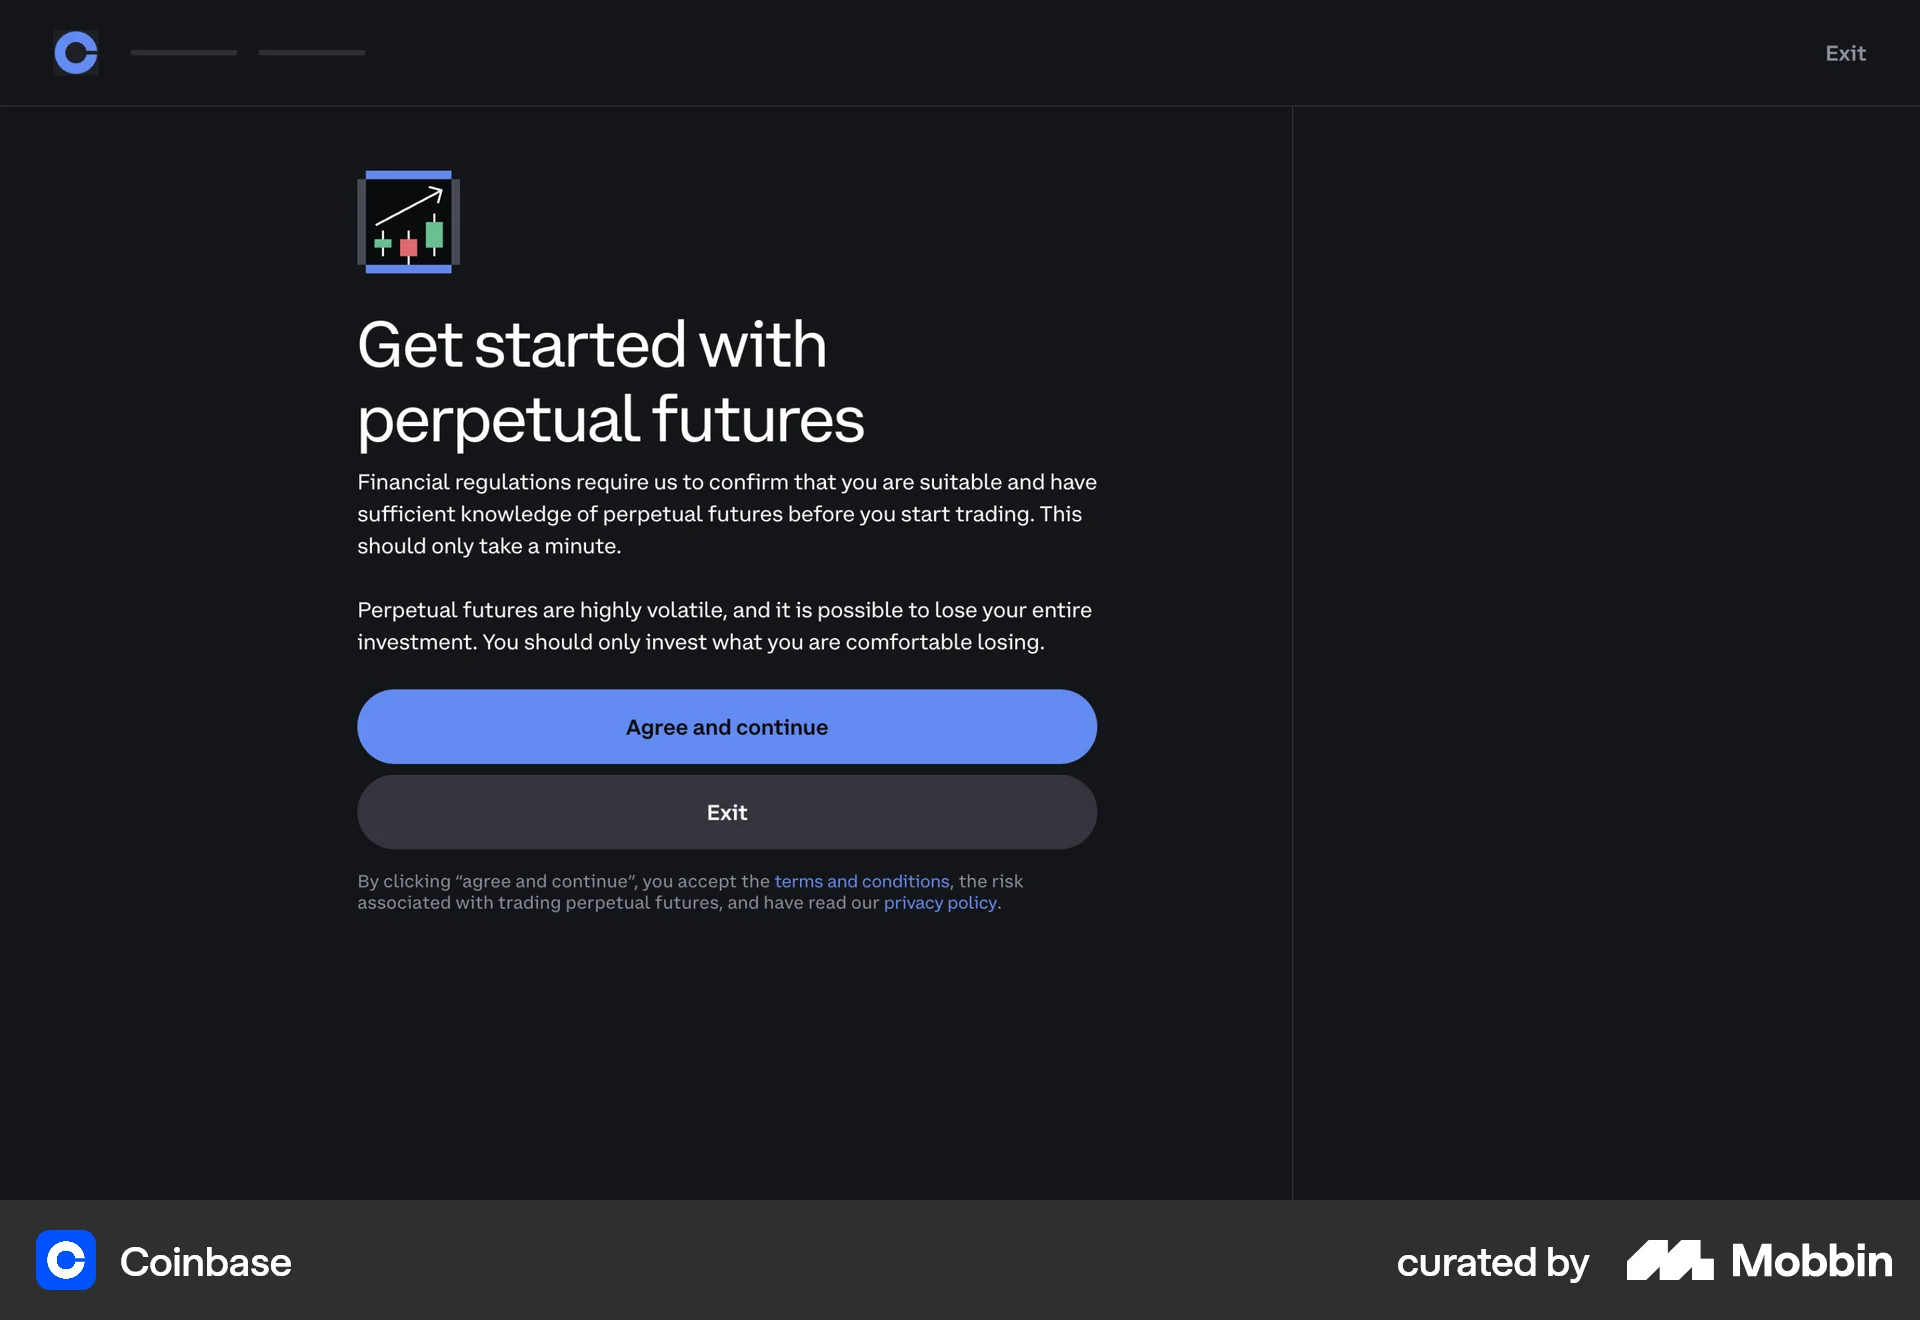 Exit
Get started with
perpetual futures
Financial regulations require us to confirm that you are suitable and have
sufficient knowledge of perpetual futures before you start trading. This
should only take a minute.
Perpetual futures are highly volatile, and it is possible to lose your entire
investment. You should only invest what you are comfortable losing.
Agree and continue
Exit
By clicking “agree and continue”, you accept the terms and conditions, the risk
associated with trading perpetual futures, and have read our privacy policy.
Coinbase
curated by Mobbin